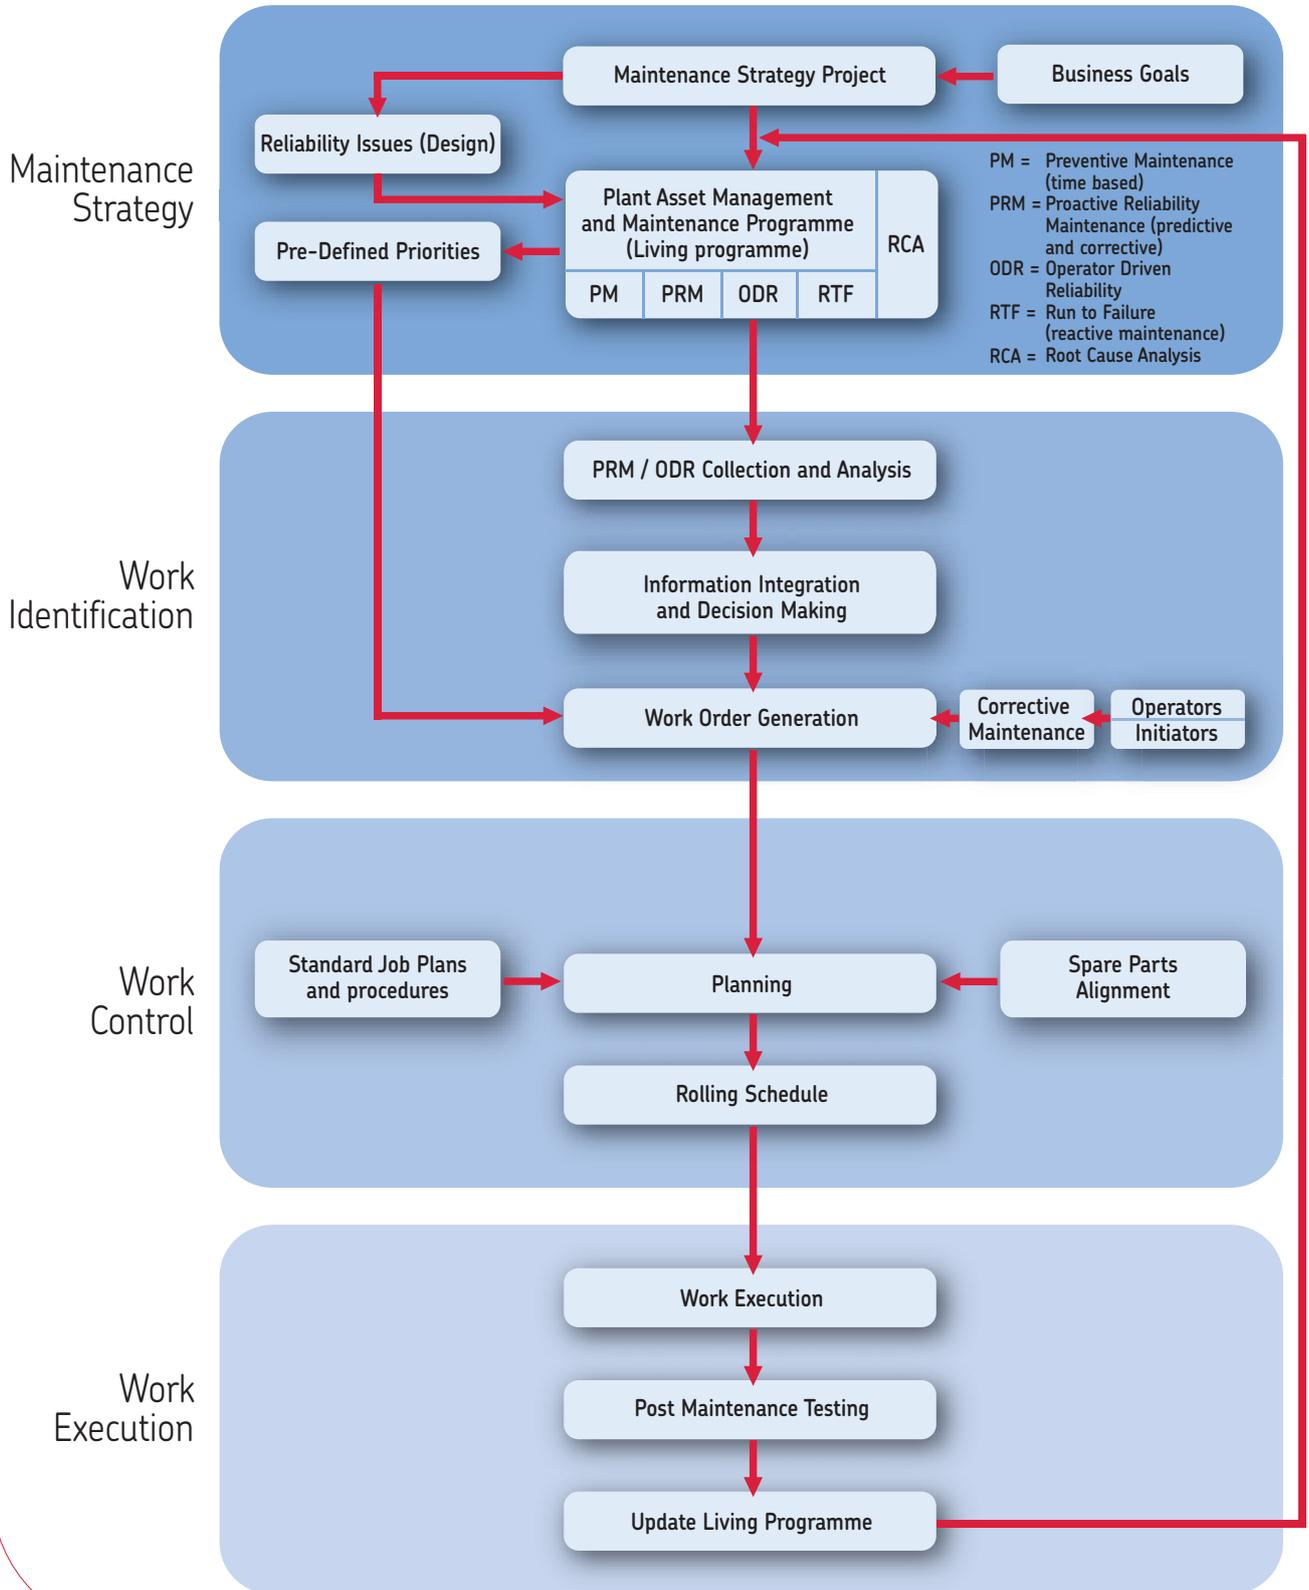 Maintenance
Strategy
Maintenance Strategy Project
Business Goals
Reliability Issues (Design)
Plant Asset Management
and Maintenance Programme
(Living programme)
RCA
PM
PRM
ODR
RTF
Pre-Defined Priorities
PM = Preventive Maintenance
(time based)
PRM = Proactive Reliability
Maintenance (predictive
and corrective)
ODR = Operator Driven
Reliability
RTF = Run to Failure
(reactive maintenance)
RCA = Root Cause Analysis
Work
Identification
PRM / ODR Collection and Analysis
Information Integration
and Decision Making
Work Order Generation
Corrective
Maintenance
Operators
Initiators
Work
Control
Standard Job Plans
and procedures
Planning
Spare Parts
Alignment
Rolling Schedule
Work
Execution
Work Execution
Post Maintenance Testing
Update Living Programme